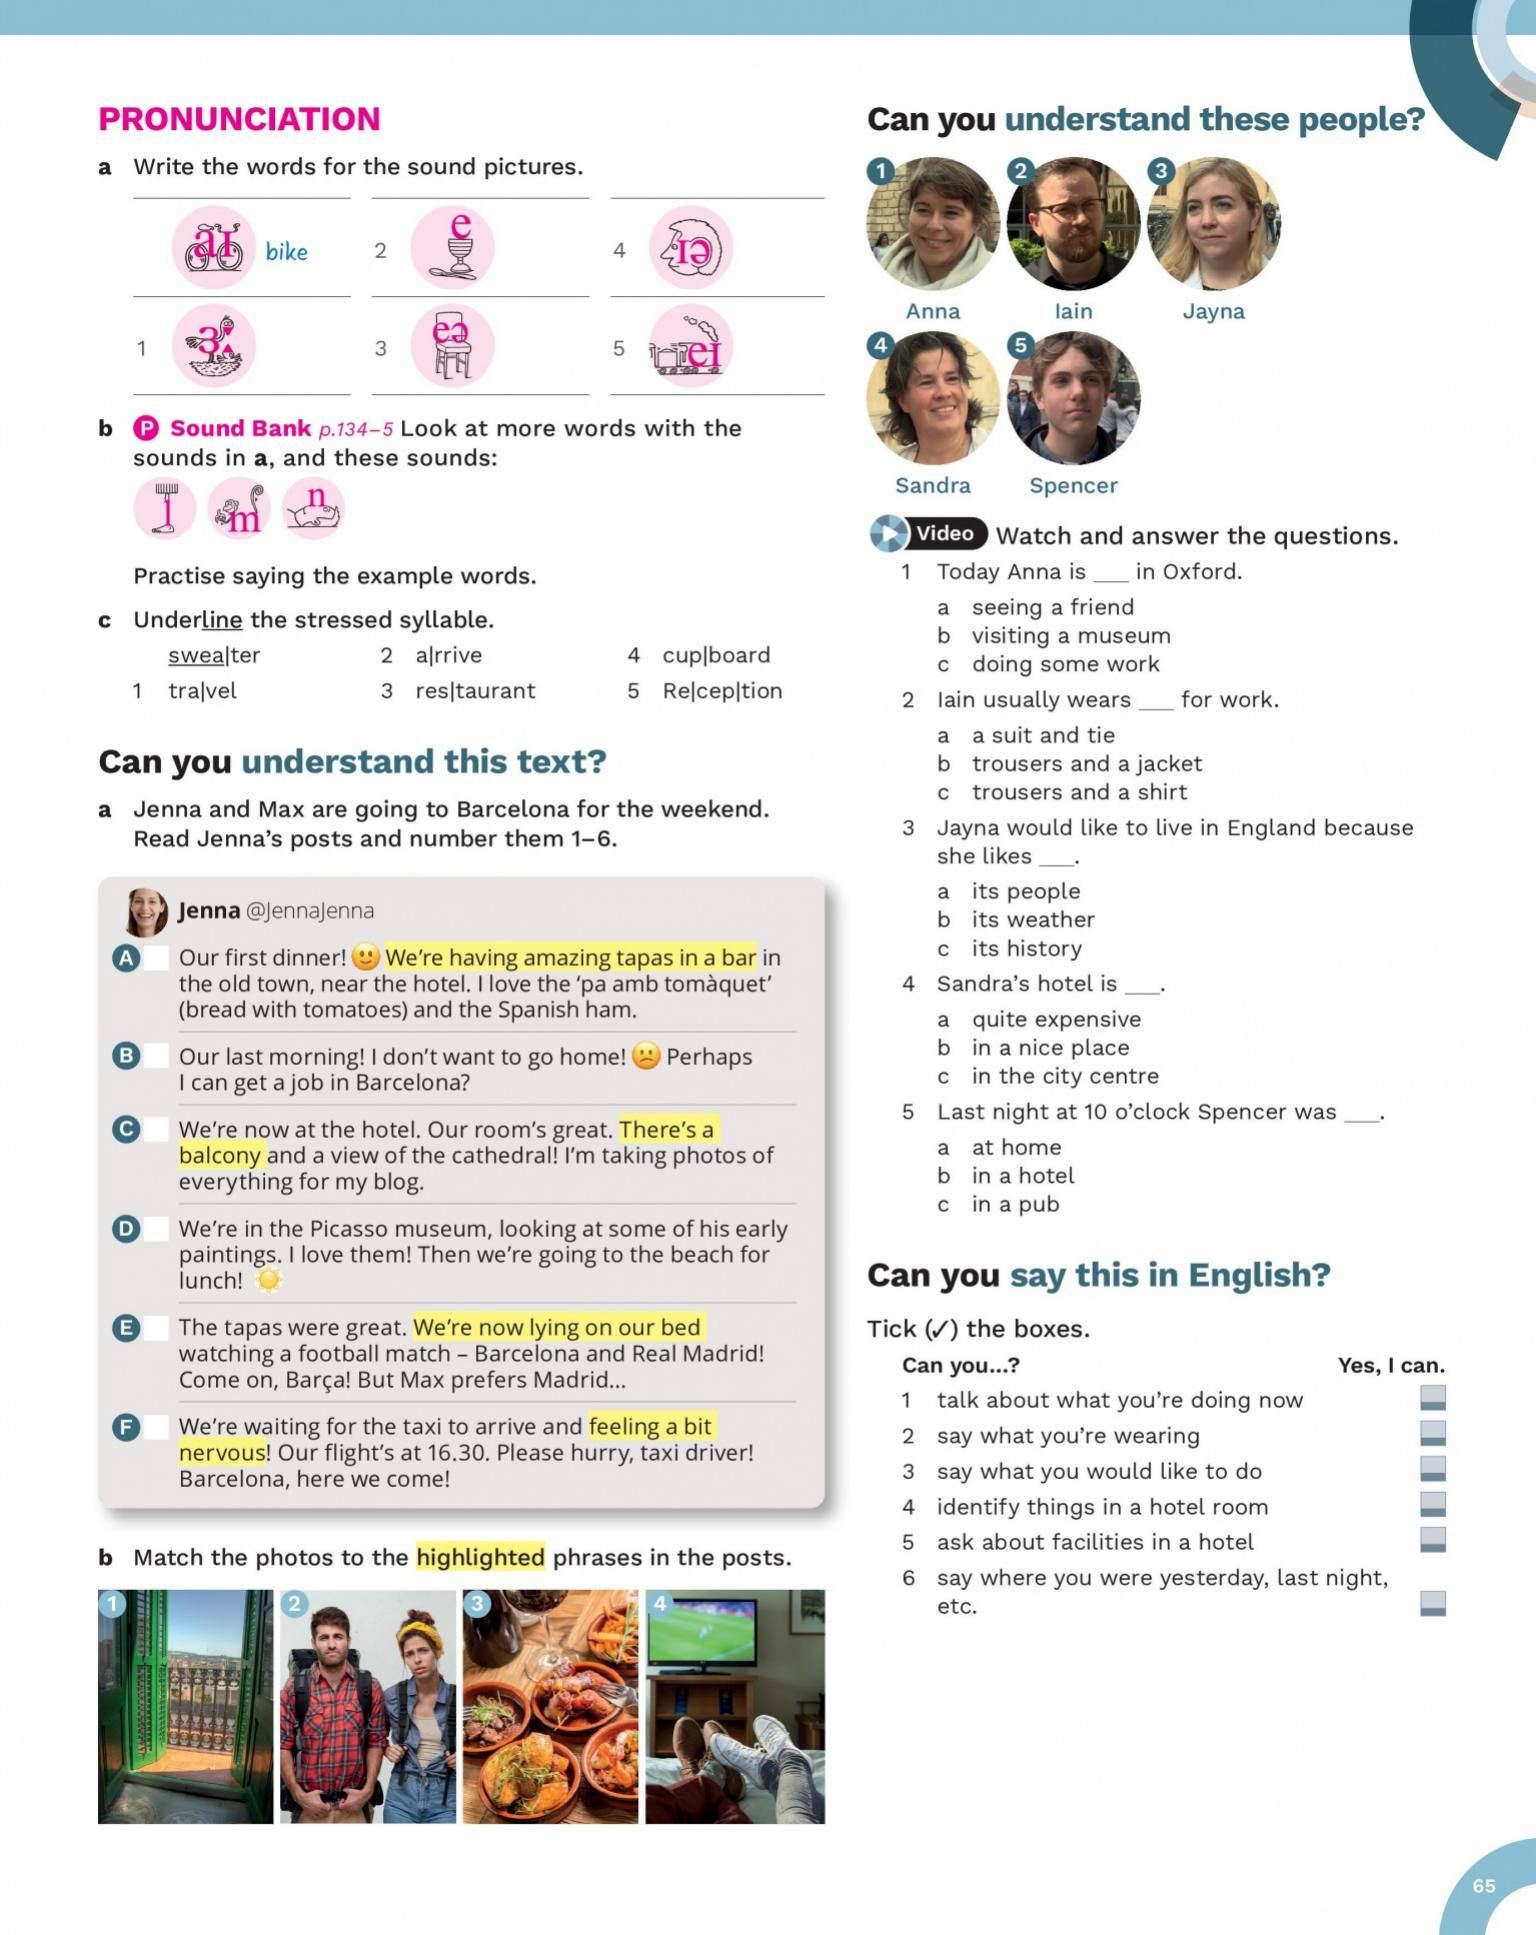 PRONUNCIATION
a Write the words for the sound pictures.
aɪ bike
2 e
4 ɪə
1 ɜː
3 eə
5 eɪ
b P Sound Bank p.134–5 Look at more words with the
sounds in a, and these sounds:
l m n
Practise saying the example words.
c Underline the stressed syllable.
swea|ter 2 a|rrive 4 cup|board
1 tra|vel 3 res|taurant 5 Re|cep|tion
Can you understand this text?
a Jenna and Max are going to Barcelona for the weekend.
Read Jenna's posts and number them 1–6.
Jenna @JennaJenna
A Our first dinner! 🙂 We're having amazing tapas in a bar in
the old town, near the hotel. I love the 'pa amb tomàquet'
(bread with tomatoes) and the Spanish ham.
B Our last morning! I don't want to go home! 🙁 Perhaps
I can get a job in Barcelona?
C We're now at the hotel. Our room's great. There's a
balcony and a view of the cathedral! I'm taking photos of
everything for my blog.
D We're in the Picasso museum, looking at some of his early
paintings. I love them! Then we're going to the beach for
lunch! ☀️
E The tapas were great. We're now lying on our bed
watching a football match – Barcelona and Real Madrid!
Come on, Barça! But Max prefers Madrid...
F We're waiting for the taxi to arrive and feeling a bit
nervous! Our flight's at 16.30. Please hurry, taxi driver!
Barcelona, here we come!
b Match the photos to the highlighted phrases in the posts.
1 2 3 4
Can you understand these people?
1 2 3
Anna Iain Jayna
4 5
Sandra Spencer
Video Watch and answer the questions.
1 Today Anna is ___ in Oxford.
a seeing a friend
b visiting a museum
c doing some work
2 Iain usually wears ___ for work.
a a suit and tie
b trousers and a jacket
c trousers and a shirt
3 Jayna would like to live in England because
she likes ___.
a its people
b its weather
c its history
4 Sandra's hotel is ___.
a quite expensive
b in a nice place
c in the city centre
5 Last night at 10 o'clock Spencer was ___.
a at home
b in a hotel
c in a pub
Can you say this in English?
Tick (✓) the boxes.
Can you...? Yes, I can.
1 talk about what you're doing now
2 say what you're wearing
3 say what you would like to do
4 identify things in a hotel room
5 ask about facilities in a hotel
6 say where you were yesterday, last night,
etc.
65